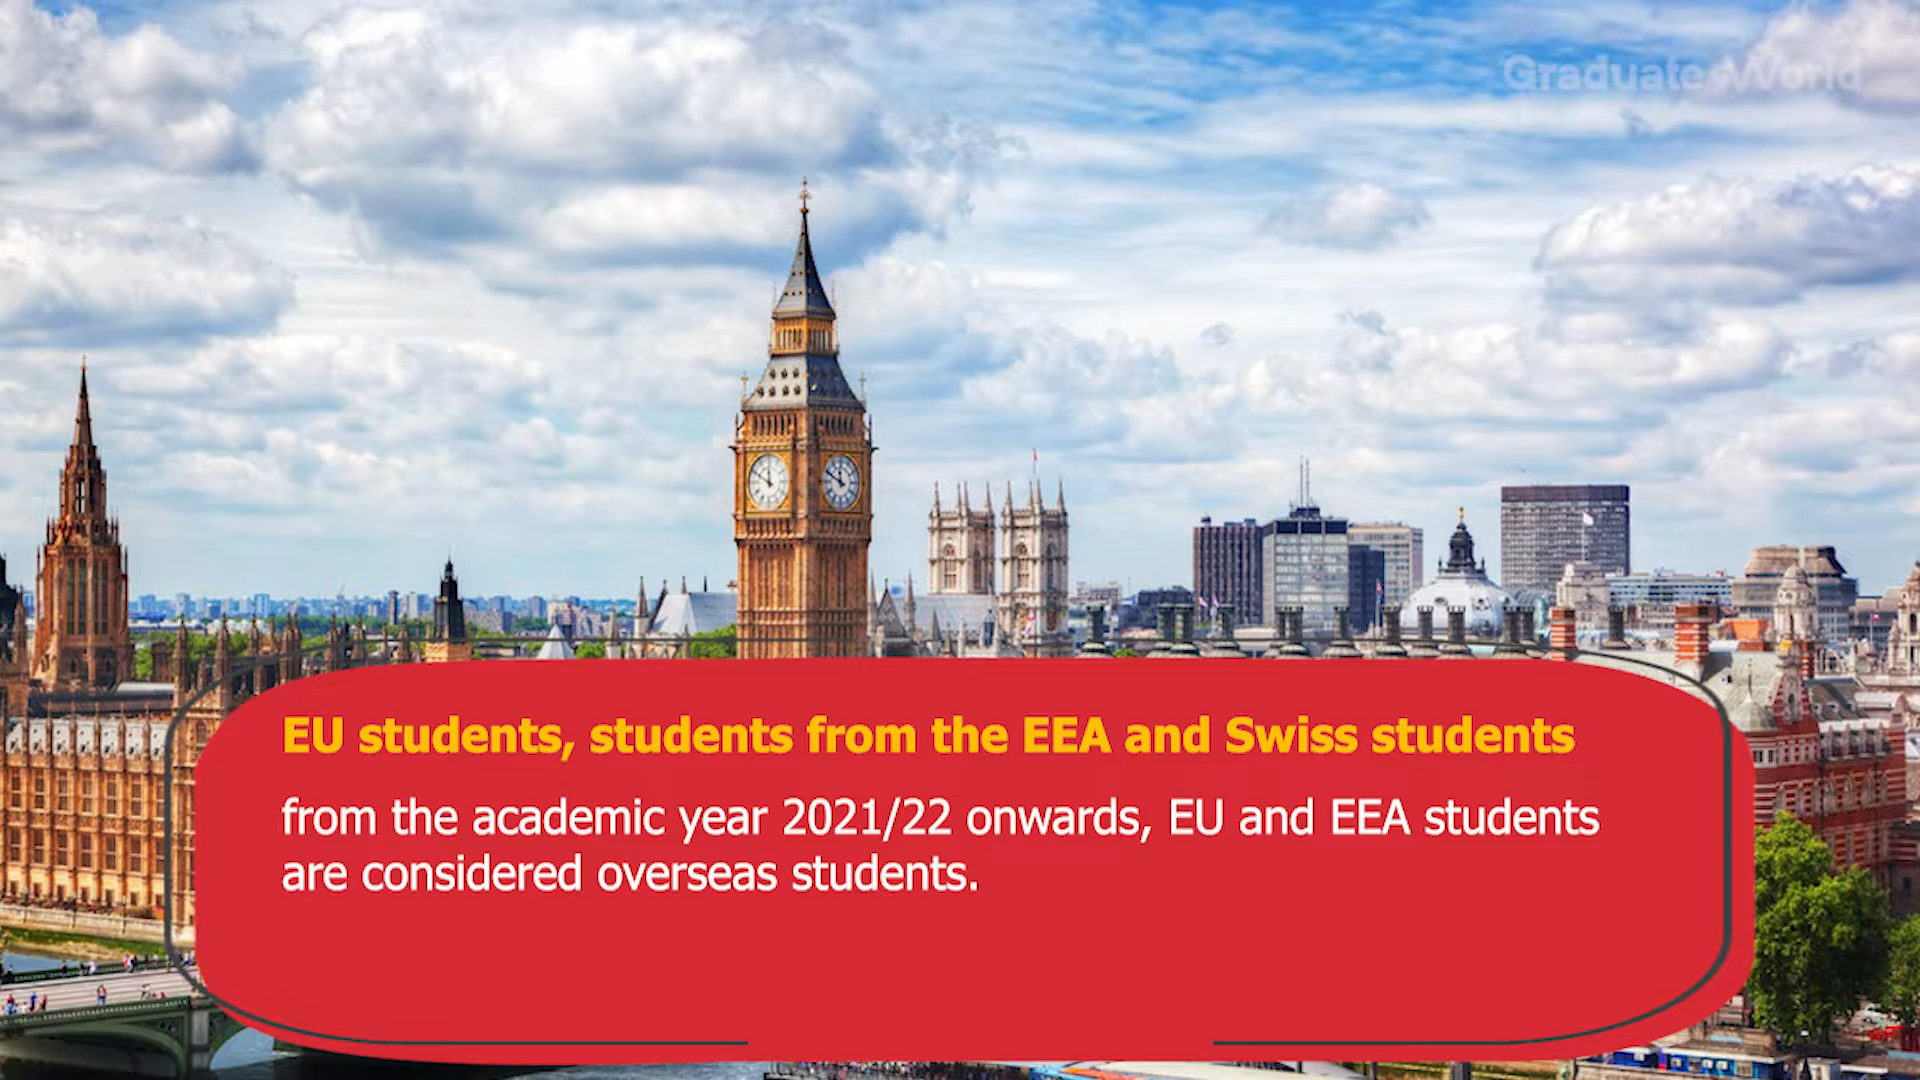 Graduate World
EU students, students from the EEA and Swiss students
from the academic year 2021/22 onwards, EU and EEA students
are considered overseas students.